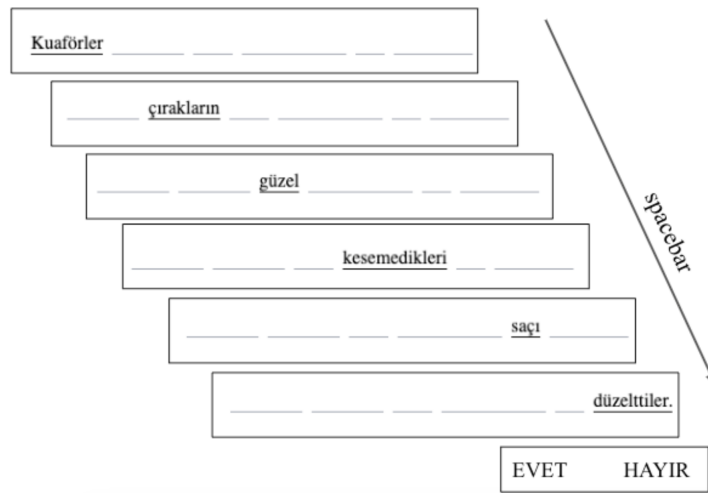 Kuaförler
çırakların
güzel
kesemedikleri
saçı
düzelttiler.
spacebar
EVET HAYIR